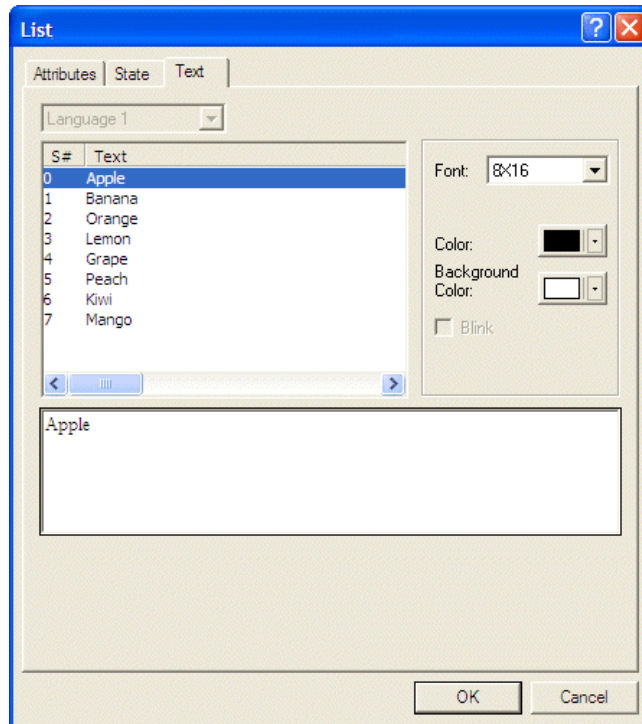 List
Attributes State Text
Language 1
S# Text
0 Apple
1 Banana
2 Orange
3 Lemon
4 Grape
5 Peach
6 Kiwi
7 Mango
Font: 8X16
Color:
Background
Color:
Blink
Apple
OK Cancel